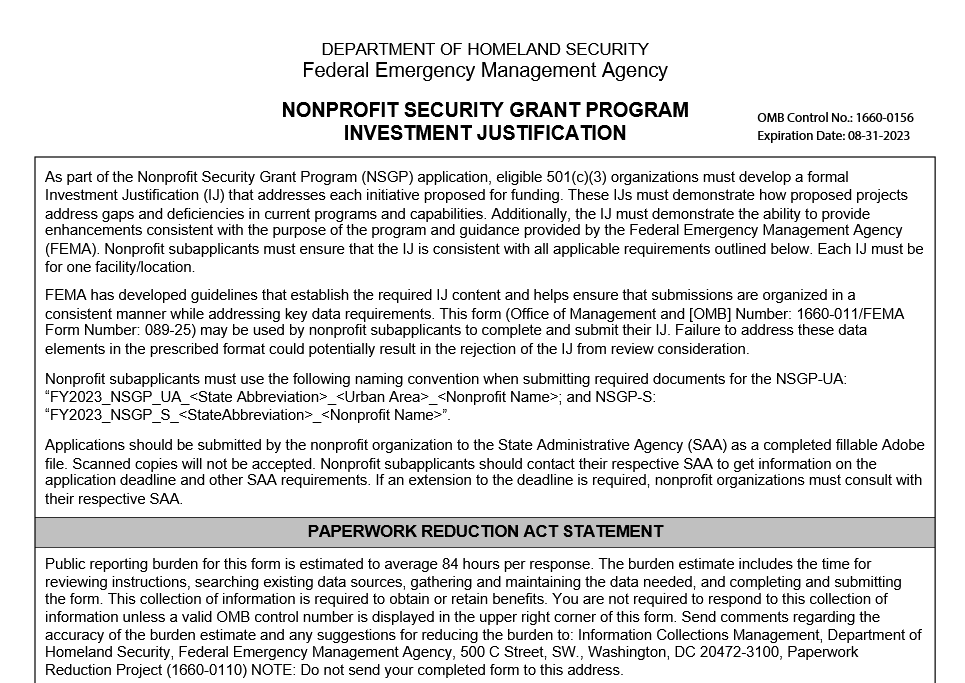 DEPARTMENT OF HOMELAND SECURITY
Federal Emergency Management Agency
NONPROFIT SECURITY GRANT PROGRAM
INVESTMENT JUSTIFICATION
OMB Control No.: 1660-0156
Expiration Date: 08-31-2023
As part of the Nonprofit Security Grant Program (NSGP) application, eligible 501(c)(3) organizations must develop a formal
Investment Justification (IJ) that addresses each initiative proposed for funding. These IJs must demonstrate how proposed projects
address gaps and deficiencies in current programs and capabilities. Additionally, the IJ must demonstrate the ability to provide
enhancements consistent with the purpose of the program and guidance provided by the Federal Emergency Management Agency
(FEMA). Nonprofit subapplicants must ensure that the IJ is consistent with all applicable requirements outlined below. Each IJ must be
for one facility/location.
FEMA has developed guidelines that establish the required IJ content and helps ensure that submissions are organized in a
consistent manner while addressing key data requirements. This form (Office of Management and [OMB] Number: 1660-011/FEMA
Form Number: 089-25) may be used by nonprofit subapplicants to complete and submit their IJ. Failure to address these data
elements in the prescribed format could potentially result in the rejection of the IJ from review consideration.
Nonprofit subapplicants must use the following naming convention when submitting required documents for the NSGP-UA:
“FY2023_NSGP_UA_<State Abbreviation>_<Urban Area>_<Nonprofit Name>; and NSGP-S:
“FY2023_NSGP_S_<StateAbbreviation>_<Nonprofit Name>”.
Applications should be submitted by the nonprofit organization to the State Administrative Agency (SAA) as a completed fillable Adobe
file. Scanned copies will not be accepted. Nonprofit subapplicants should contact their respective SAA to get information on the
application deadline and other SAA requirements. If an extension to the deadline is required, nonprofit organizations must consult with
their respective SAA.
PAPERWORK REDUCTION ACT STATEMENT
Public reporting burden for this form is estimated to average 84 hours per response. The burden estimate includes the time for
reviewing instructions, searching existing data sources, gathering and maintaining the data needed, and completing and submitting
the form. This collection of information is required to obtain or retain benefits. You are not required to respond to this collection of
information unless a valid OMB control number is displayed in the upper right corner of this form. Send comments regarding the
accuracy of the burden estimate and any suggestions for reducing the burden to: Information Collections Management, Department of
Homeland Security, Federal Emergency Management Agency, 500 C Street, SW., Washington, DC 20472-3100, Paperwork
Reduction Project (1660-0110) NOTE: Do not send your completed form to this address.